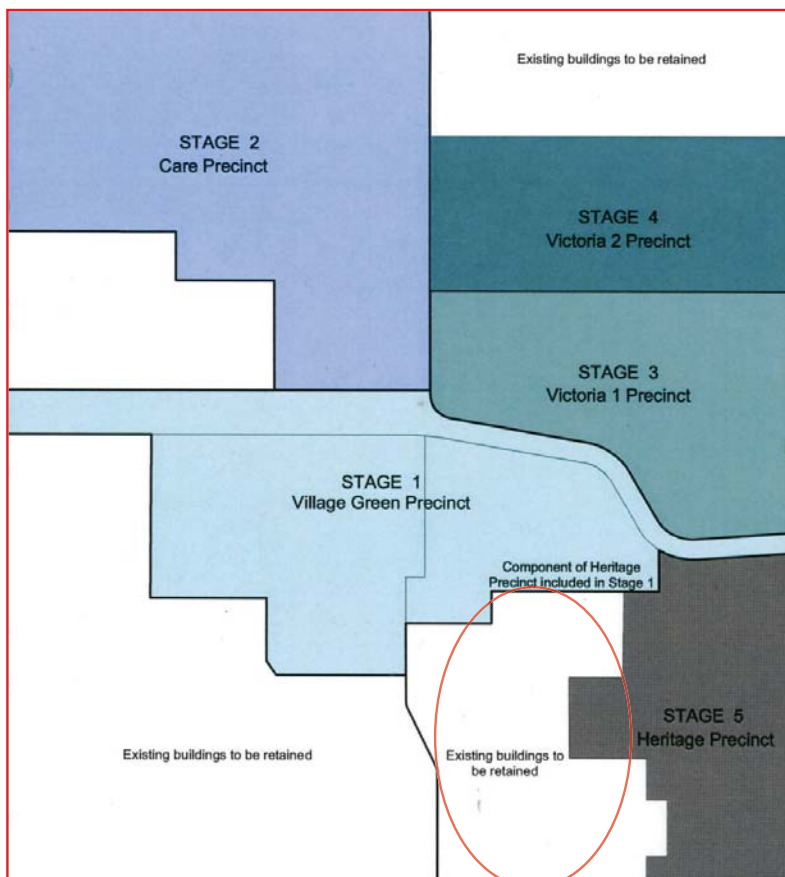 Existing buildings to be retained
STAGE 2
Care Precinct
STAGE 4
Victoria 2 Precinct
STAGE 3
Victoria 1 Precinct
STAGE 1
Village Green Precinct
Component of Heritage
Precinct included in Stage 1
STAGE 5
Heritage Precinct
Existing buildings to be retained
Existing buildings to
be retained